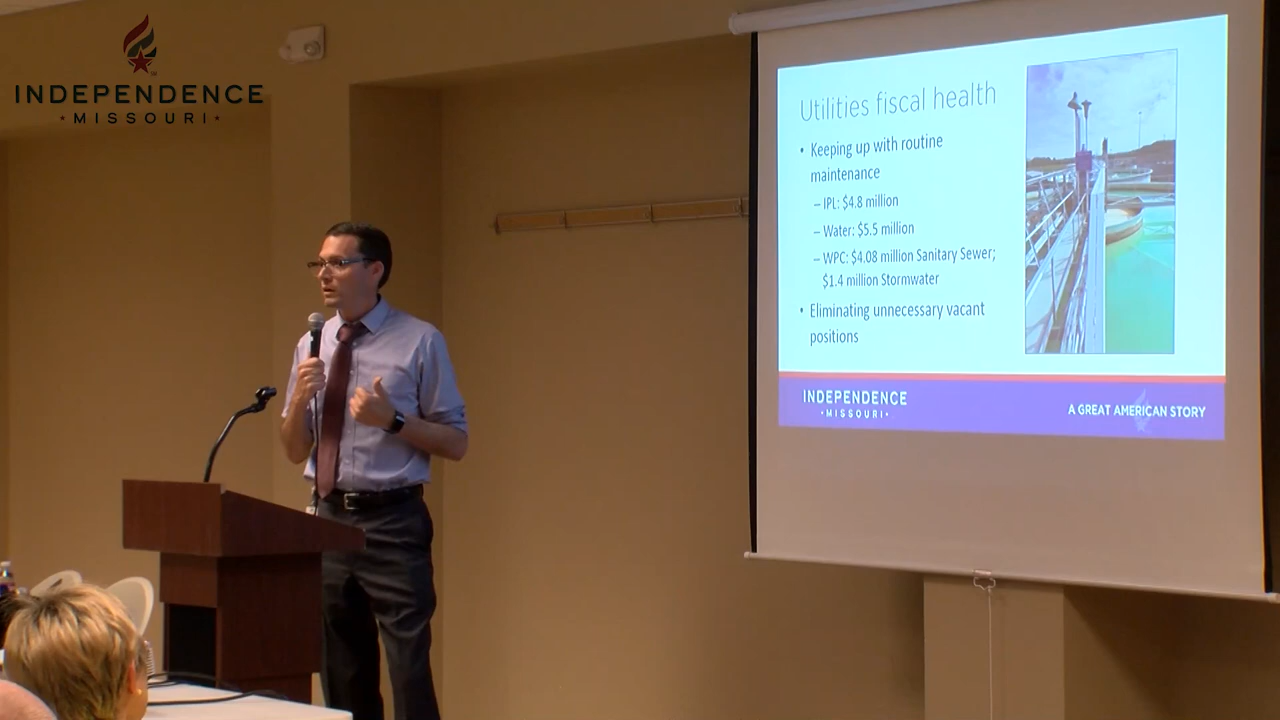 INDEPENDENCE
MISSOURI
Utilities fiscal health
• Keeping up with routine
maintenance
– IPL: $4.8 million
– Water: $5.5 million
– WPC: $4.08 million Sanitary Sewer;
$1.4 million Stormwater
• Eliminating unnecessary vacant
positions
INDEPENDENCE
• MISSOURI •
A GREAT AMERICAN STORY